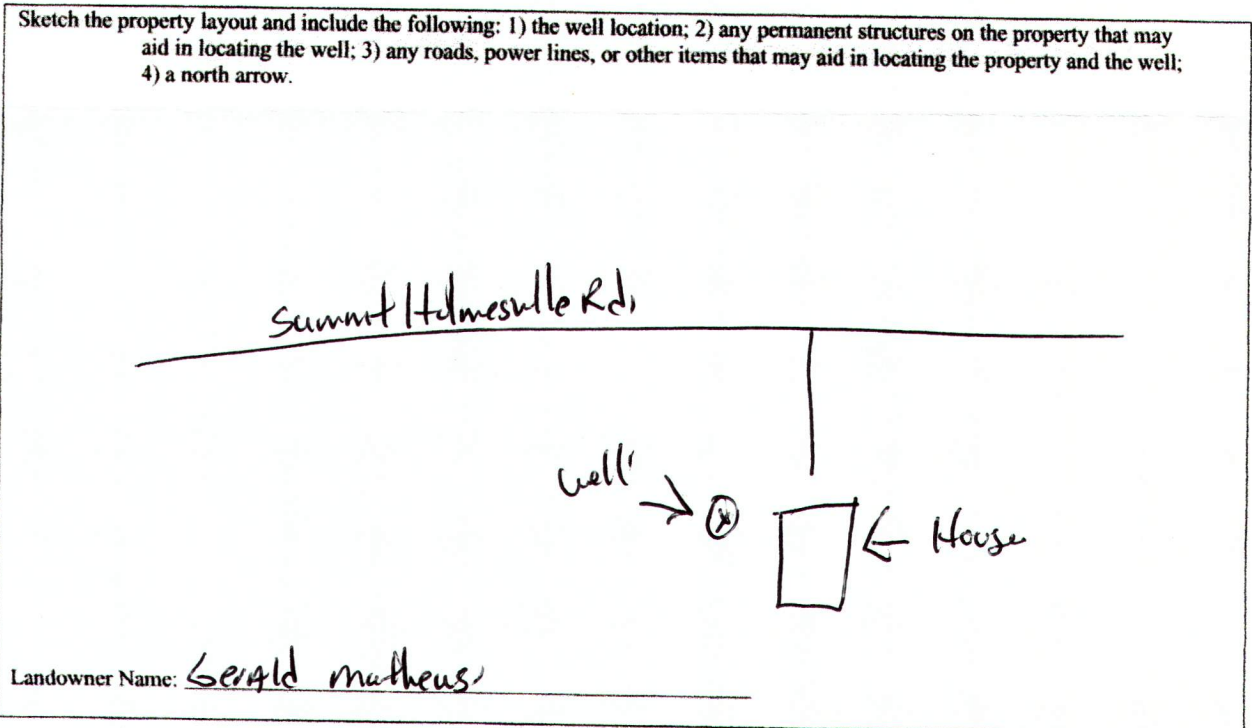 Sketch the property layout and include the following: 1) the well location; 2) any permanent structures on the property that may
aid in locating the well; 3) any roads, power lines, or other items that may aid in locating the property and the well;
4) a north arrow.
Summit Holmesville Rd.
well
House
Landowner Name: Gerald Matheus